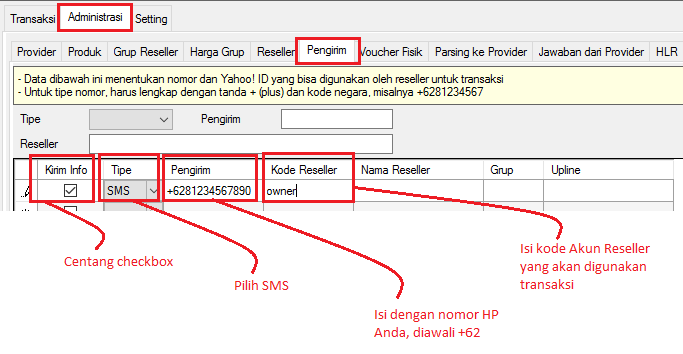 Transaksi Administrasi Setting
Provider Produk Grup Reseller Harga Grup Reseller Pengirim Voucher Fisik Parsing ke Provider Jawaban dari Provider HLR
- Data dibawah ini menentukan nomor dan Yahoo! ID yang bisa digunakan oleh reseller untuk transaksi
- Untuk tipe nomor, harus lengkap dengan tanda + (plus) dan kode negara, misalnya +6281234567
Tipe Pengirim
Reseller
Kirim Info Tipe Pengirim Kode Reseller Nama Reseller Grup Upline
SMS +6281234567890 owner
Centang checkbox
Pilih SMS
Isi dengan nomor HP
Anda, diawali +62
Isi kode Akun Reseller
yang akan digunakan
transaksi